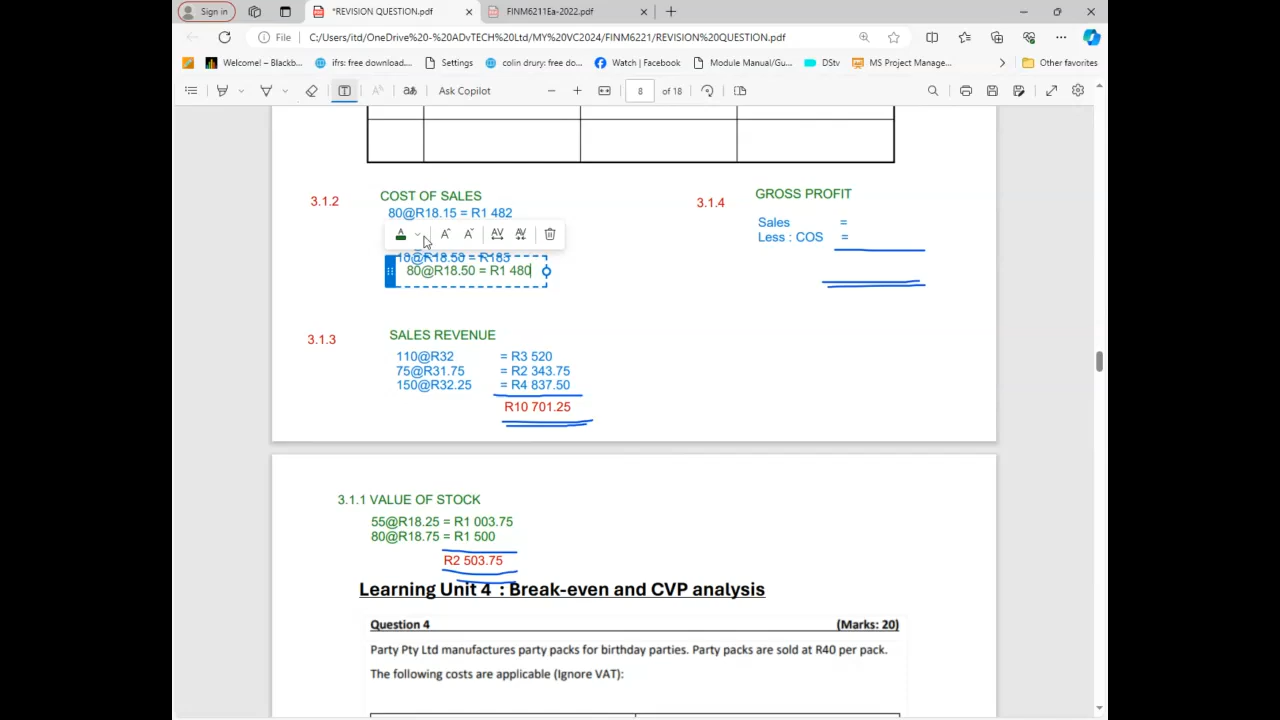 Sign in
*REVISION QUESTION.pdf
FINM6211Ea-2022.pdf
File
C:/Users/itd/OneDrive%20-%20ADvTECH%20Ltd/MY%20VC2024/FINM6221/REVISION%20QUESTION.pdf
Welcome! – Blackb...
ifrs: free download....
Settings
colin drury: free do...
Watch | Facebook
Module Manual/Gu...
DStv
MS Project Manage...
Other favorites
Ask Copilot
8 of 18
3.1.2 COST OF SALES
80@R18.15 = R1 482
10@R18.50 = R185
80@R18.50 = R1 480
3.1.4 GROSS PROFIT
Sales =
Less : COS =
3.1.3 SALES REVENUE
110@R32 = R3 520
75@R31.75 = R2 343.75
150@R32.25 = R4 837.50
R10 701.25
3.1.1 VALUE OF STOCK
55@R18.25 = R1 003.75
80@R18.75 = R1 500
R2 503.75
Learning Unit 4 : Break-even and CVP analysis
Question 4 (Marks: 20)
Party Pty Ltd manufactures party packs for birthday parties. Party packs are sold at R40 per pack.
The following costs are applicable (Ignore VAT):